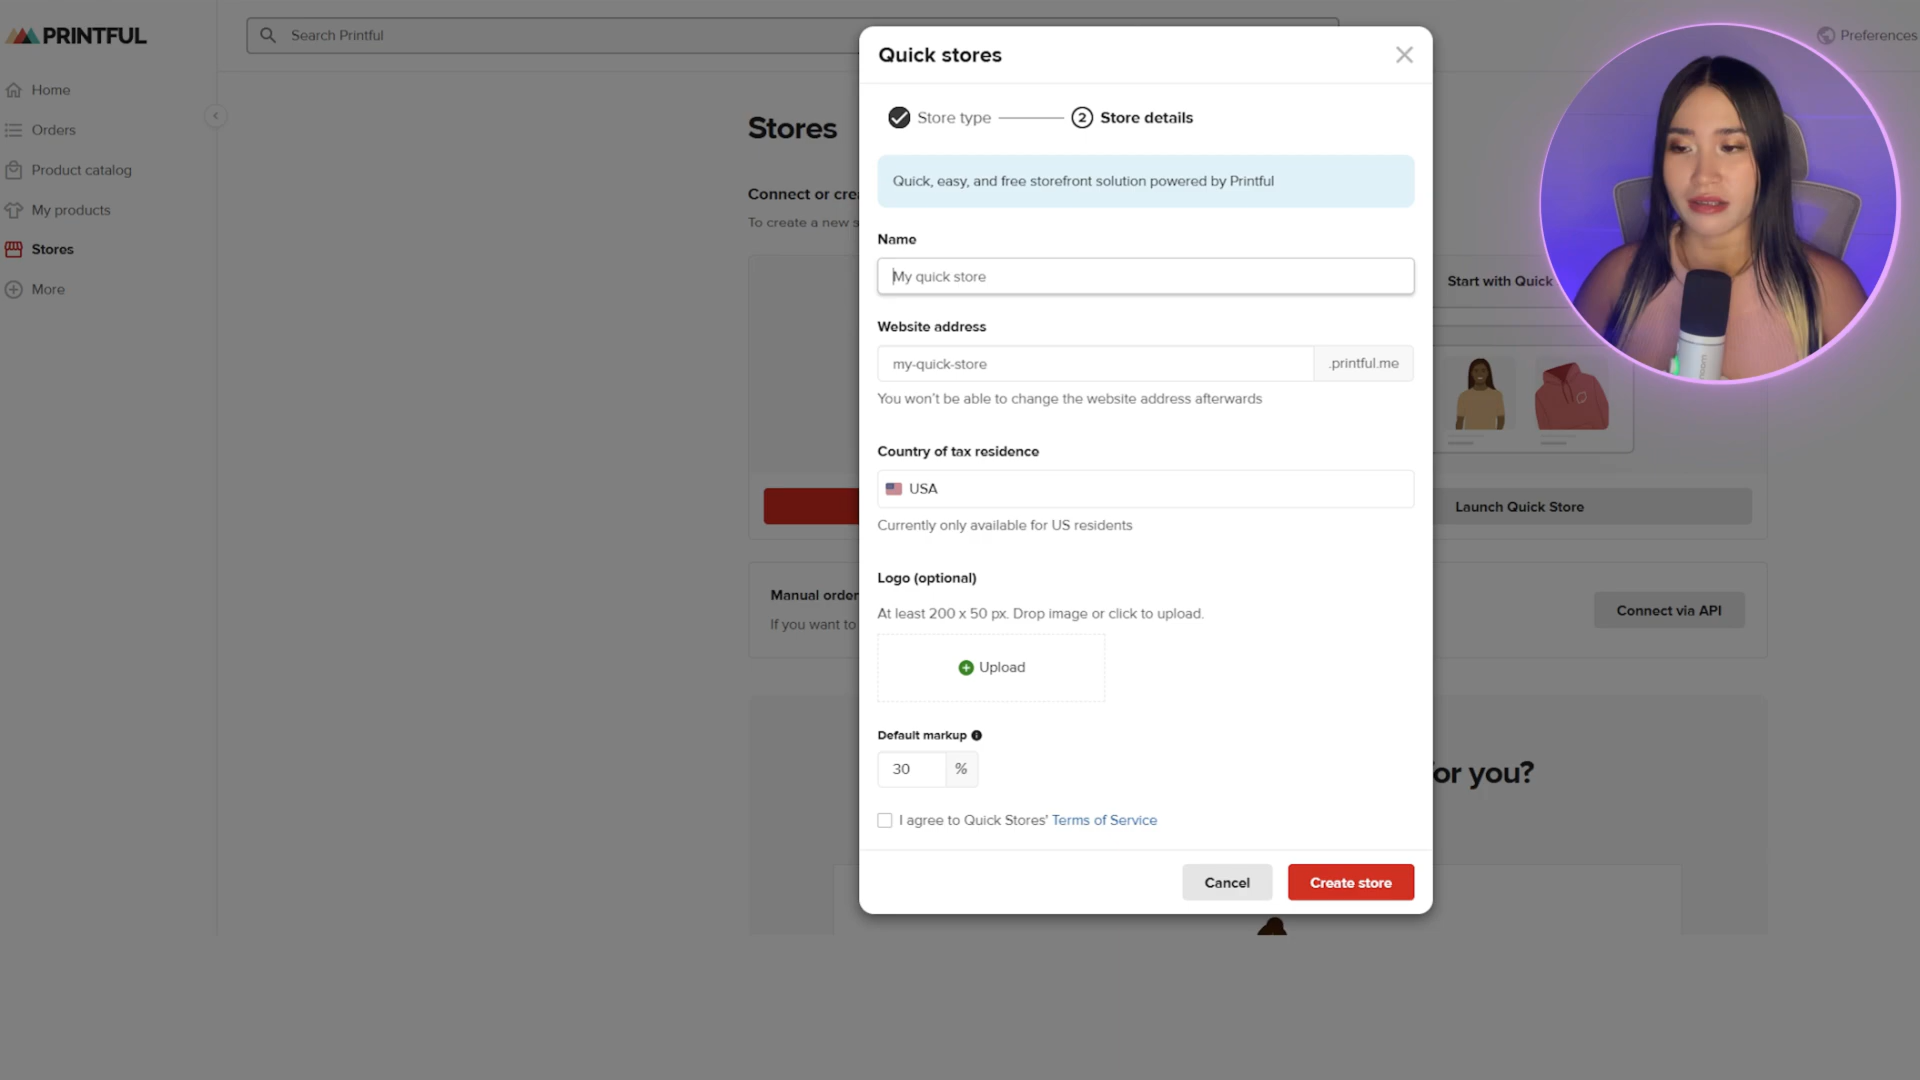 PRINTFUL
Search Printful
Preferences
Home
Orders
Product catalog
My products
Stores
More
Stores
Connect or cre
To create a new s
Manual order
If you want to
Quick stores
Store type
2 Store details
Quick, easy, and free storefront solution powered by Printful
Name
My quick store
Website address
my-quick-store
.printful.me
You won't be able to change the website address afterwards
Country of tax residence
USA
Currently only available for US residents
Logo (optional)
At least 200 x 50 px. Drop image or click to upload.
Upload
Default markup
30 %
I agree to Quick Stores' Terms of Service
Cancel
Create store
Start with Quick
Launch Quick Store
Connect via API
or you?